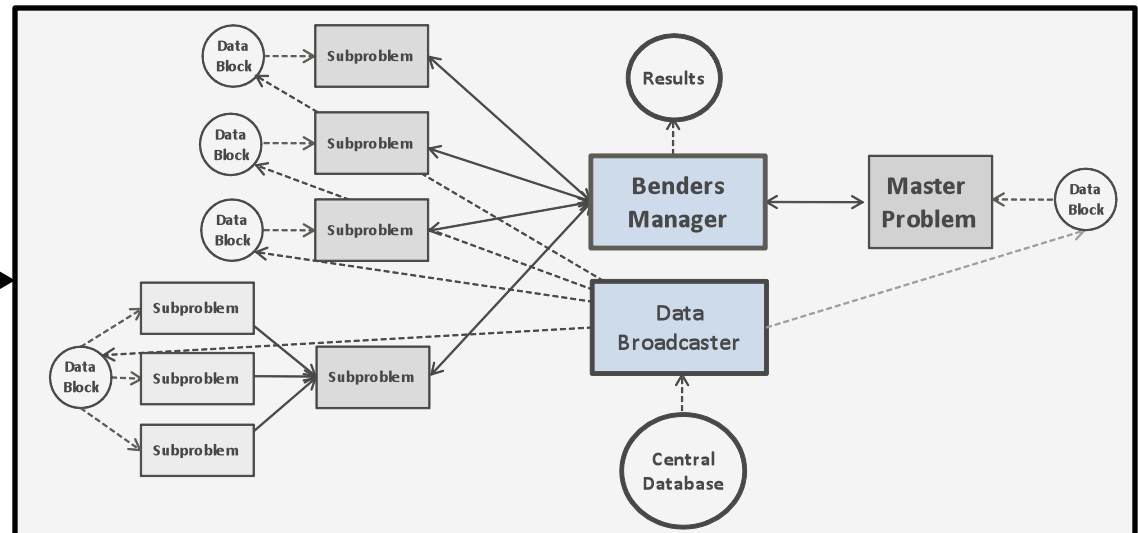 Data
Block
Subproblem
Results
Data
Block
Subproblem
Benders
Manager
Master
Problem
Data
Block
Data
Block
Subproblem
Subproblem
Data
Broadcaster
Data
Block
Subproblem
Subproblem
Subproblem
Central
Database